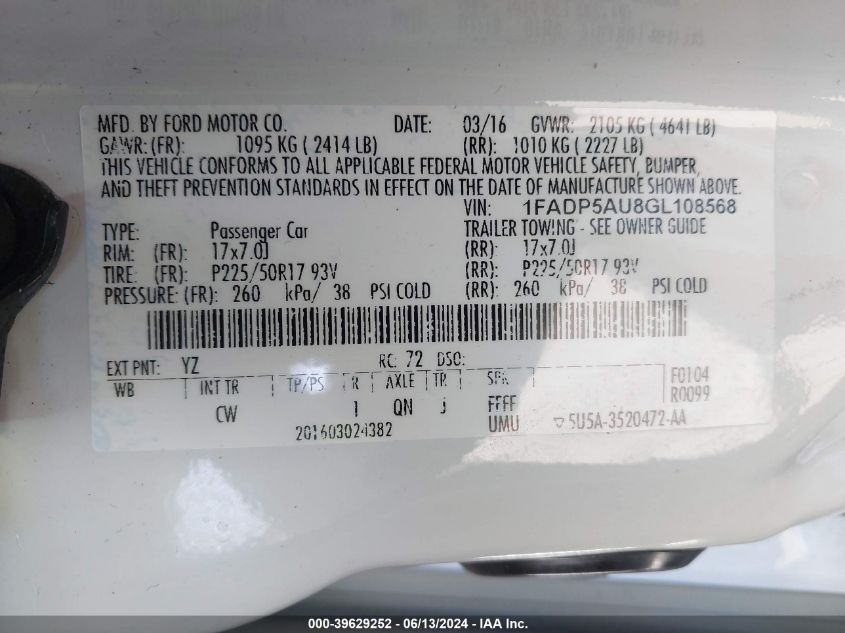 MFD. BY FORD MOTOR CO. DATE: 03/16 GVWR: 2105 KG ( 4641 LB)
GAWR: (FR): 1095 KG ( 2414 LB) (RR): 1010 KG ( 2227 LB)
THIS VEHICLE CONFORMS TO ALL APPLICABLE FEDERAL MOTOR VEHICLE SAFETY, BUMPER,
AND THEFT PREVENTION STANDARDS IN EFFECT ON THE DATE OF MANUFACTURE SHOWN ABOVE.
VIN: 1FADP5AU8GL108568
TYPE: Passenger Car TRAILER TOWING - SEE OWNER GUIDE
RIM: (FR): 17x7.0J (RR): 17x7.0J
TIRE: (FR): P225/50R17 93V (RR): P225/50R17 93V
PRESSURE: (FR): 260 kPa/ 38 PSI COLD (RR): 260 kPa/ 38 PSI COLD
EXT PNT: YZ RC: 72 DSO:
WB INT TR TP/PS R AXLE TR SPR F0104
R0099
CW 1 QN J FFFF
201603024382 UMU 5U5A-3520472-AA
000-39629252 - 06/13/2024 - IAA Inc.